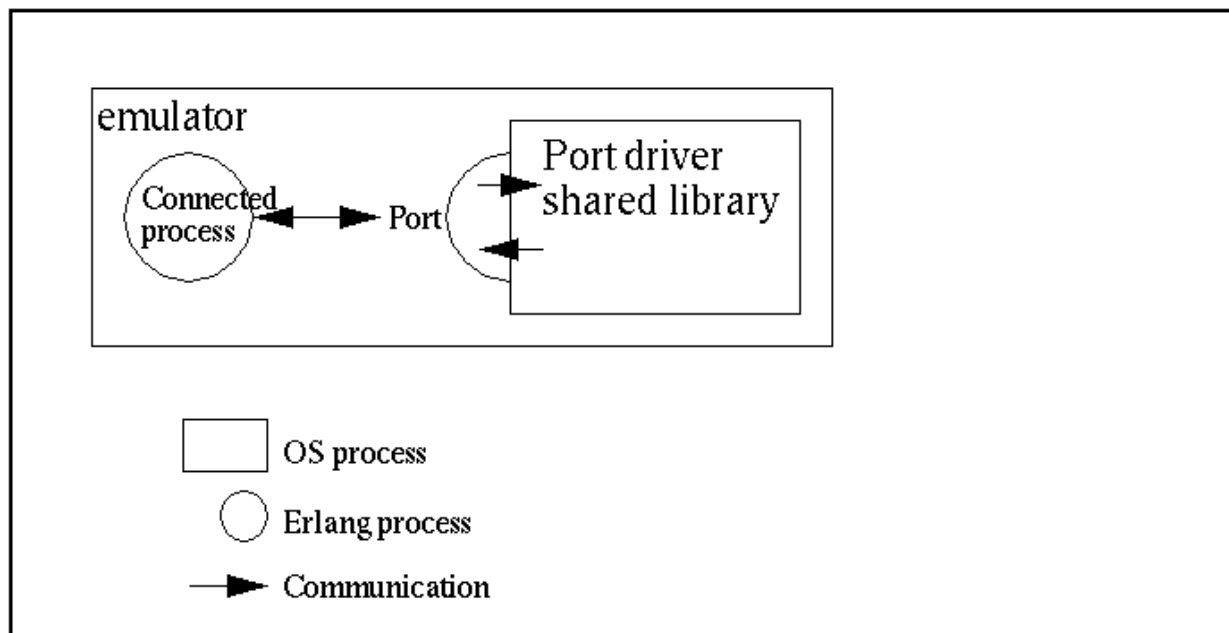 emulator
Port driver
shared library
Connected
process
Port
OS process
Erlang process
Communication